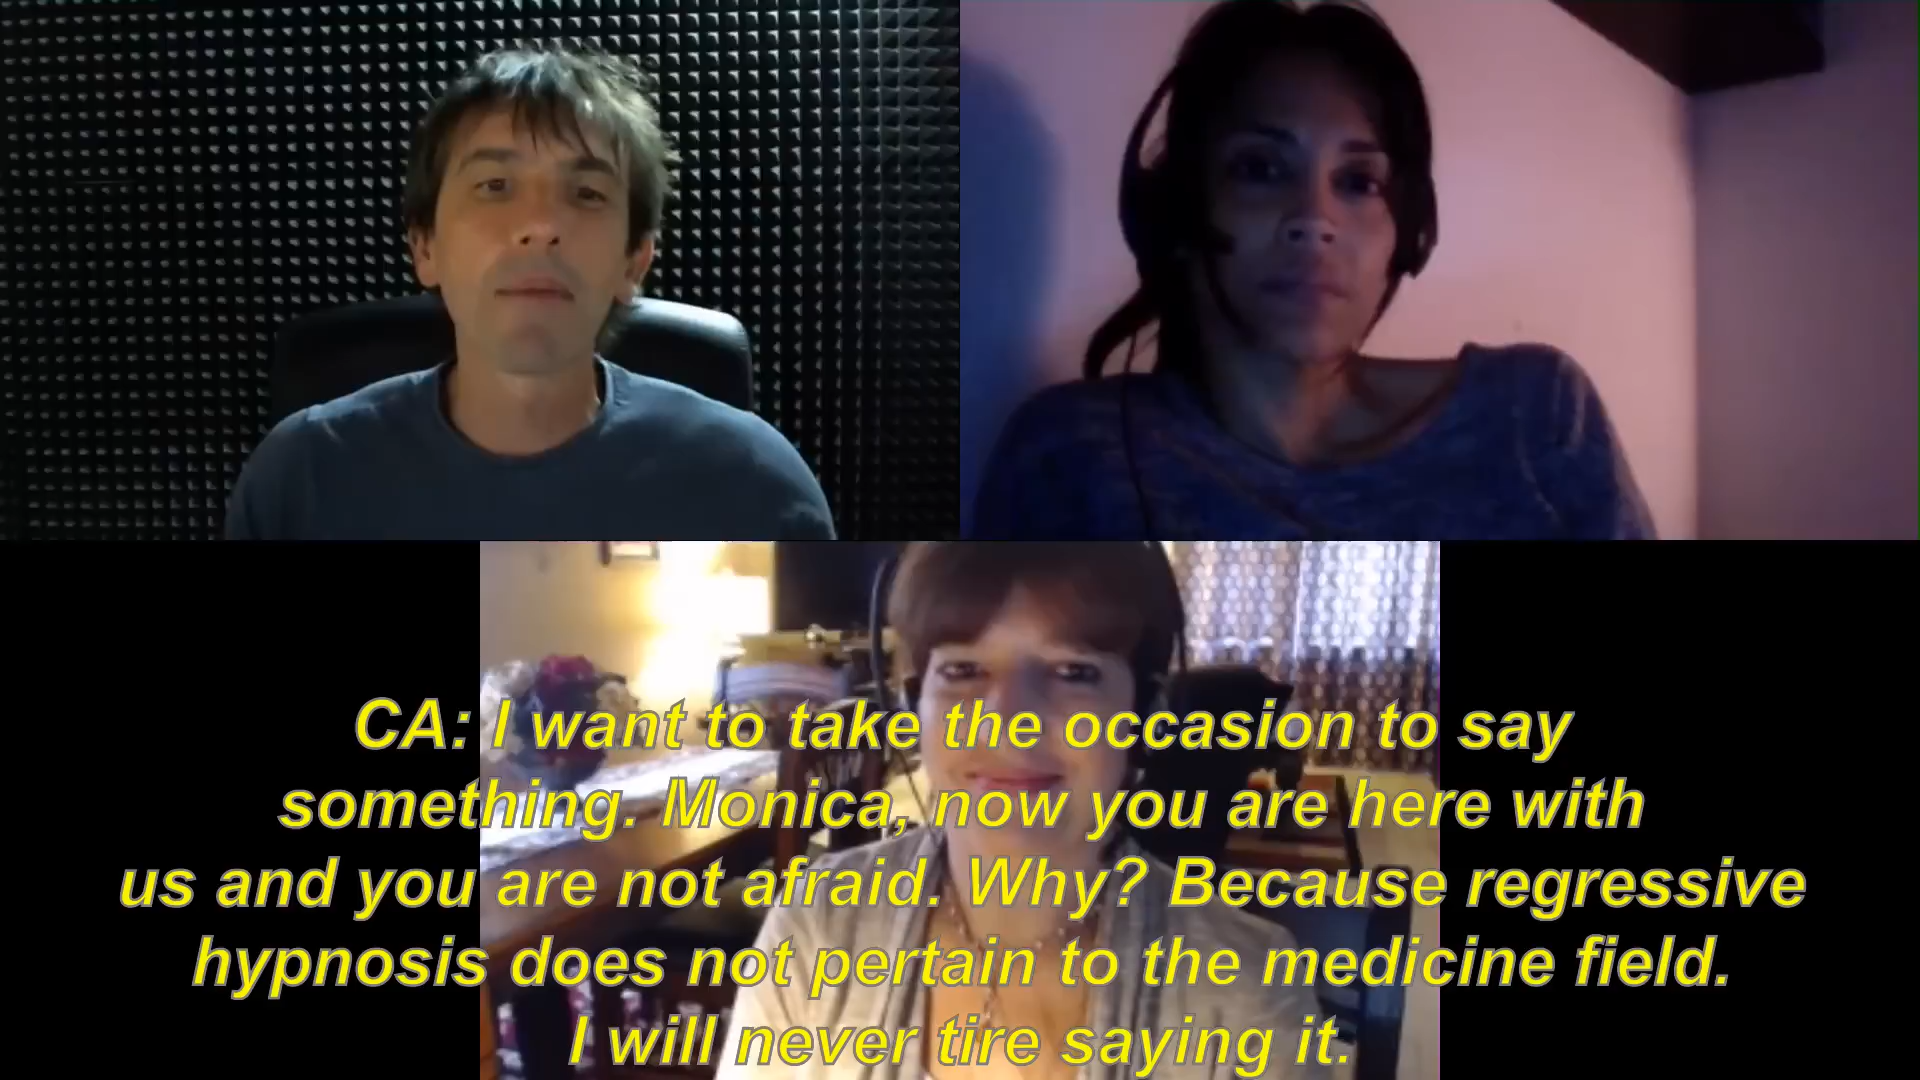 CA: I want to take the occasion to say
something. Monica, now you are here with
us and you are not afraid. Why? Because regressive
hypnosis does not pertain to the medicine field.
I will never tire saying it.